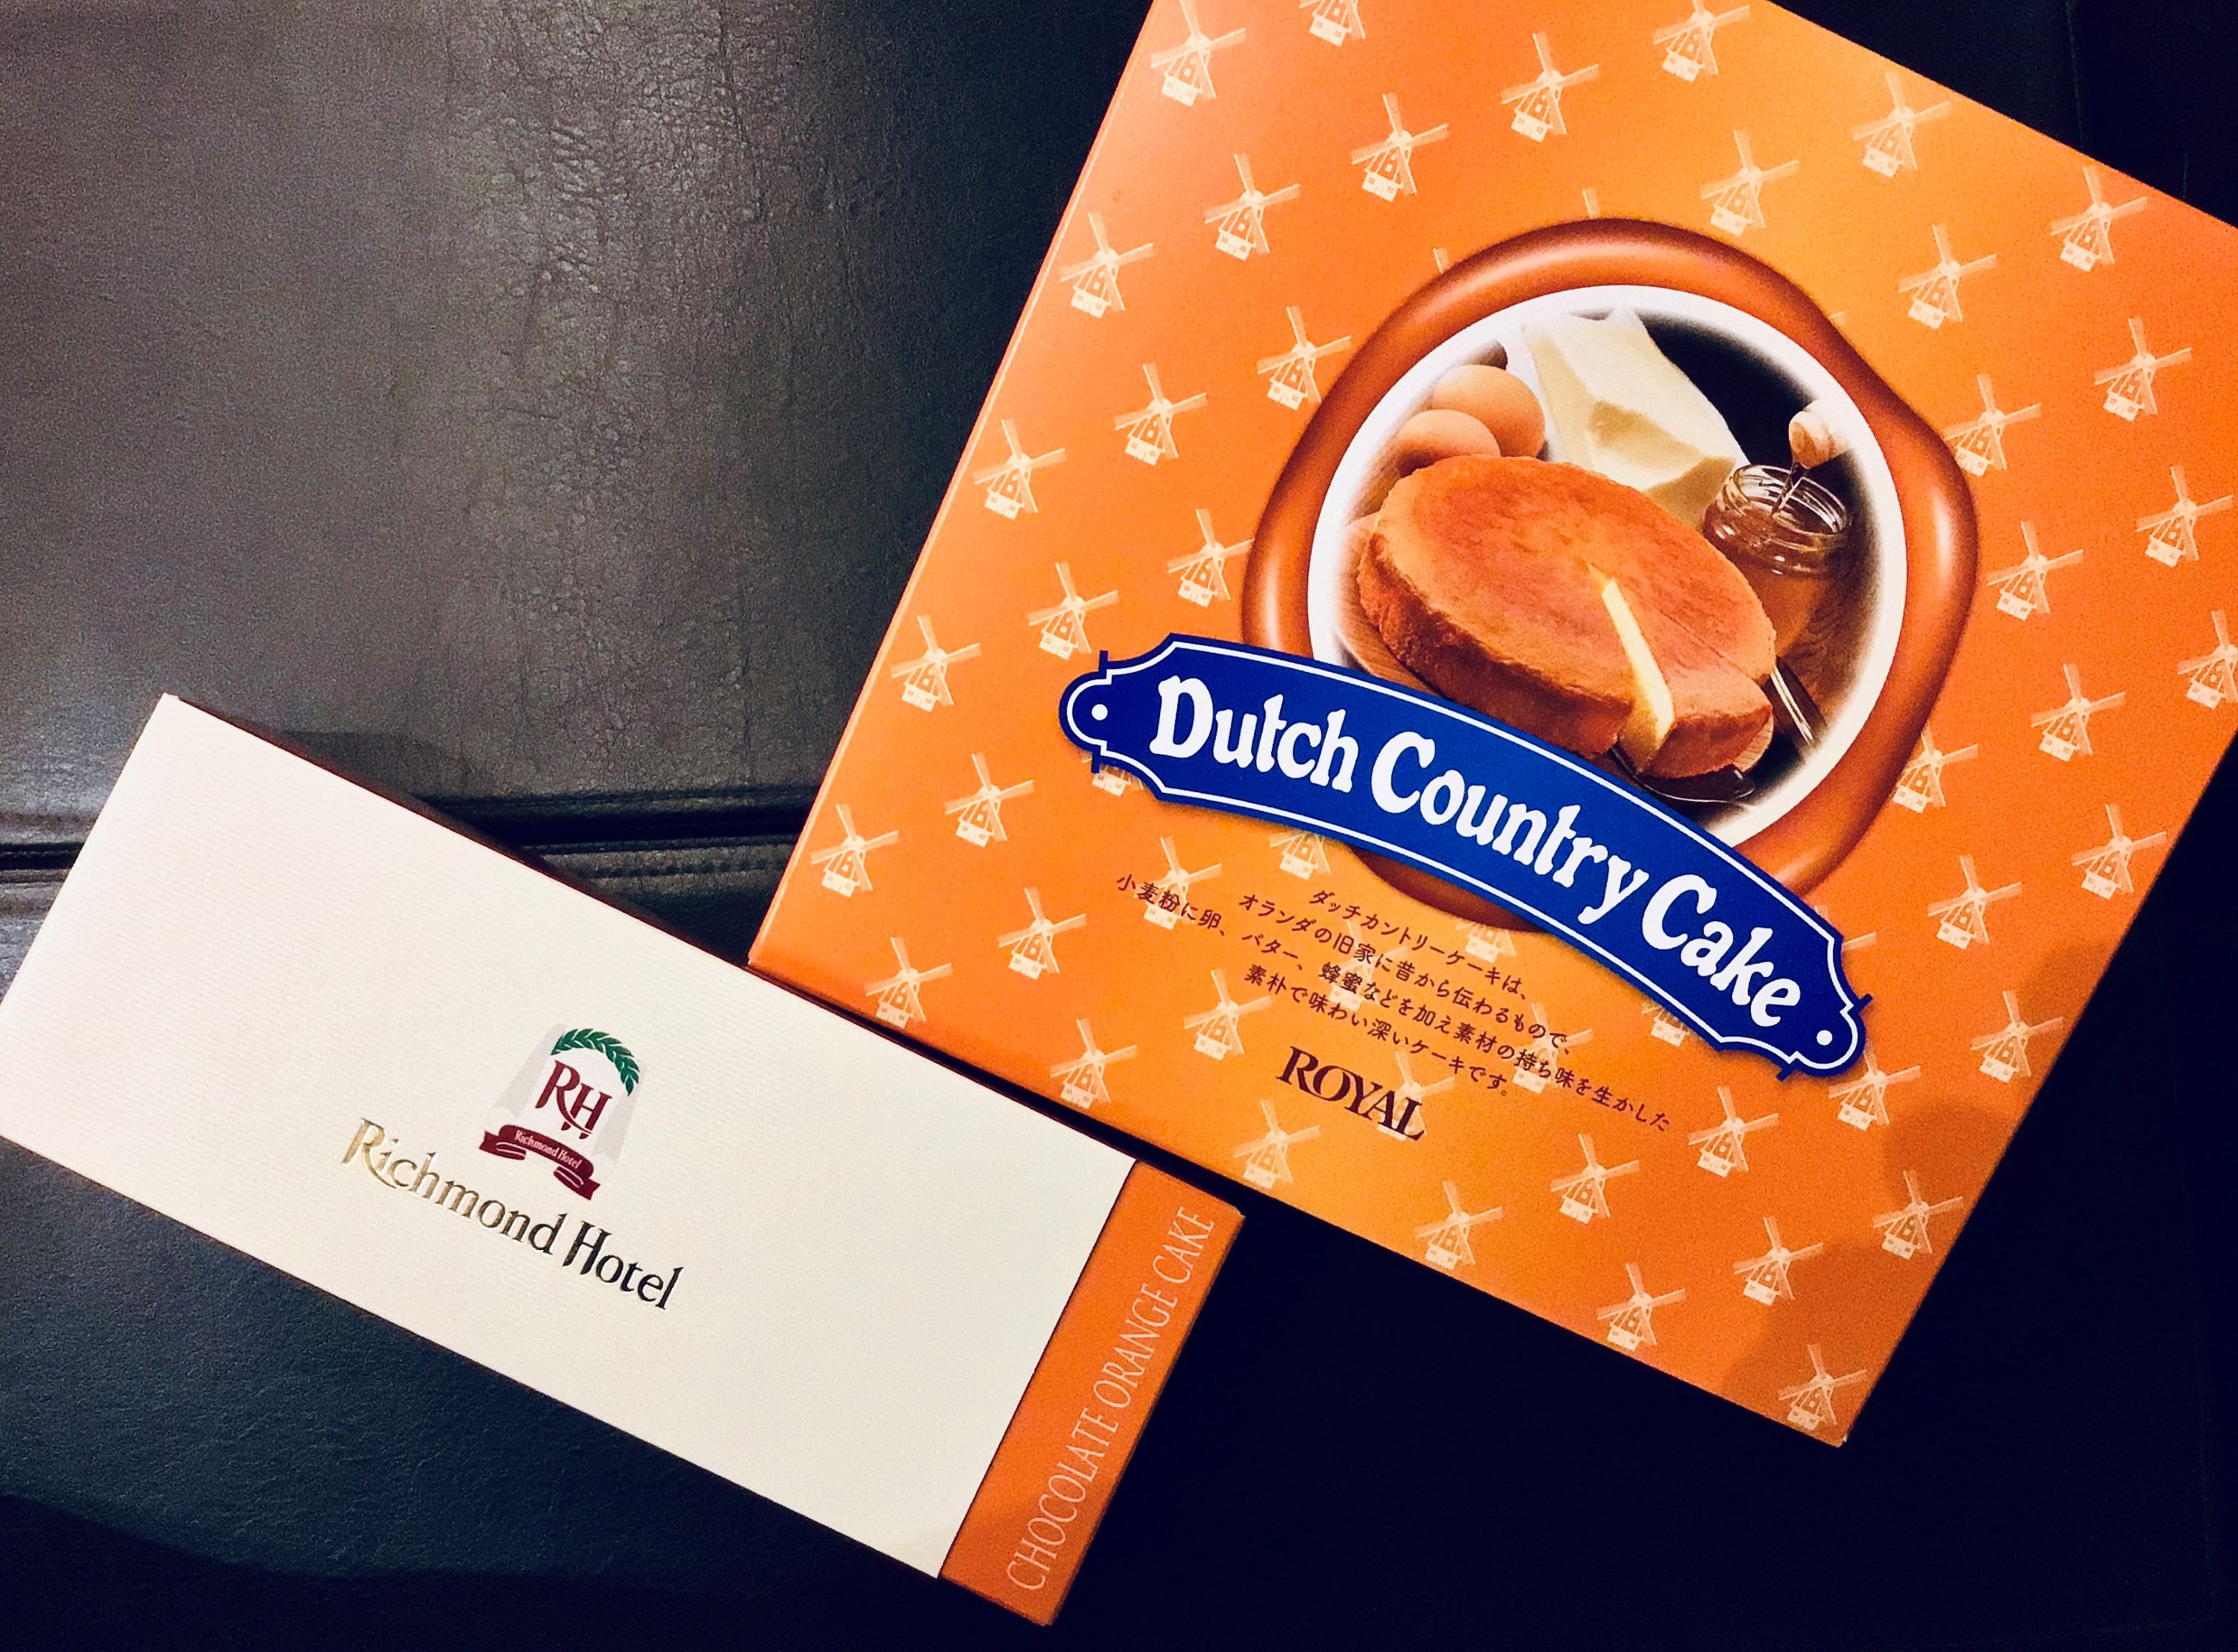 Dutch Country Cake
ダッチカントリーケーキは、
オランダの旧家に昔から伝わるもので、
小麦粉に卵、バター、蜂蜜などを加え素材の持ち味を生かした
素朴で味わい深いケーキです。
ROYAL
RH
Richmond Hotel
Richmond Hotel
CHOCOLATE ORANGE CAKE